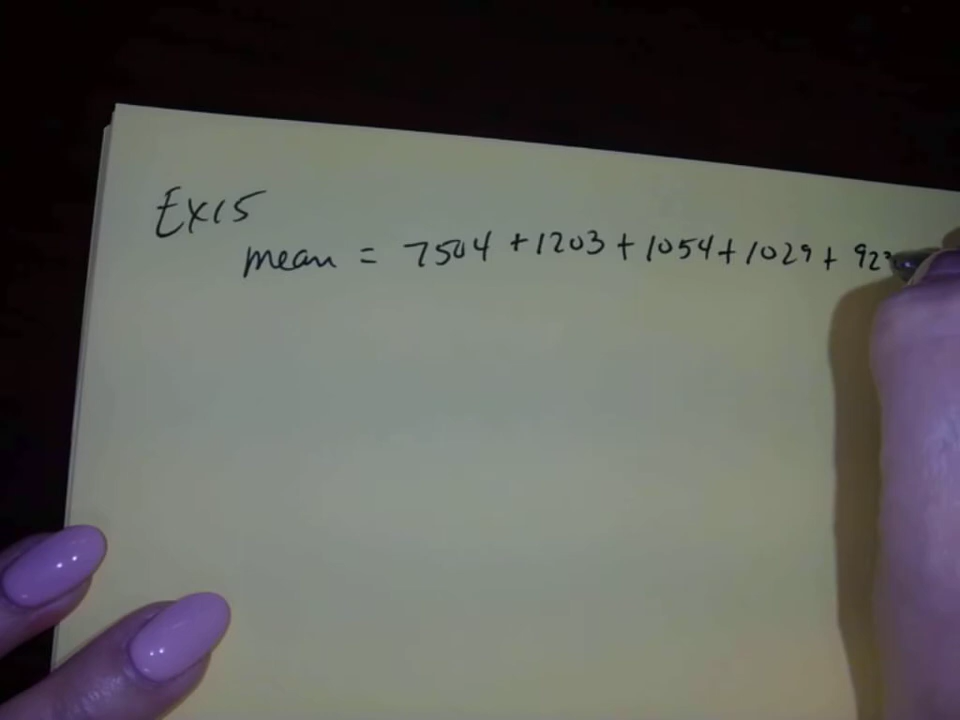 Ex15
mean = 7504 + 1203 + 1054 + 1029 +